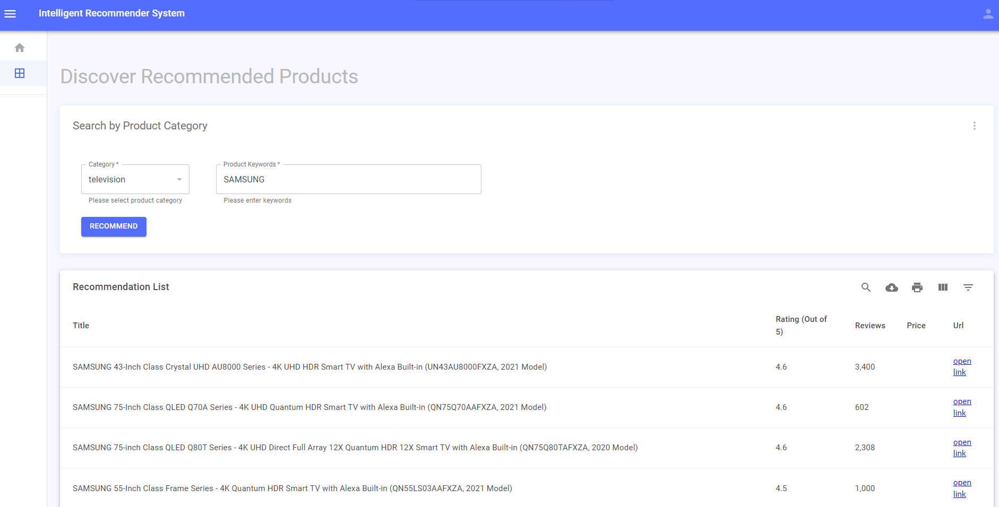 Intelligent Recommender System
Discover Recommended Products
Search by Product Category
Category *
Product Keywords *
television
SAMSUNG
Please select product category
Please enter keywords
RECOMMEND
Recommendation List
Title
Rating (Out of
5)
Reviews
Price
Url
SAMSUNG 43-Inch Class Crystal UHD AU8000 Series - 4K UHD HDR Smart TV with Alexa Built-in (UN43AU8000FXZA, 2021 Model)
4.6
3,400
open
link
SAMSUNG 75-Inch Class QLED Q70A Series - 4K UHD Quantum HDR Smart TV with Alexa Built-in (QN75Q70AAFXZA, 2021 Model)
4.6
602
open
link
SAMSUNG 75-inch Class QLED Q80T Series - 4K UHD Direct Full Array 12X Quantum HDR 12X Smart TV with Alexa Built-in (QN75Q80TAFXZA, 2020 Model)
4.6
2,308
open
link
SAMSUNG 55-Inch Class Frame Series - 4K Quantum HDR Smart TV with Alexa Built-in (QN55LS03AAFXZA, 2021 Model)
4.5
1,000
open
link